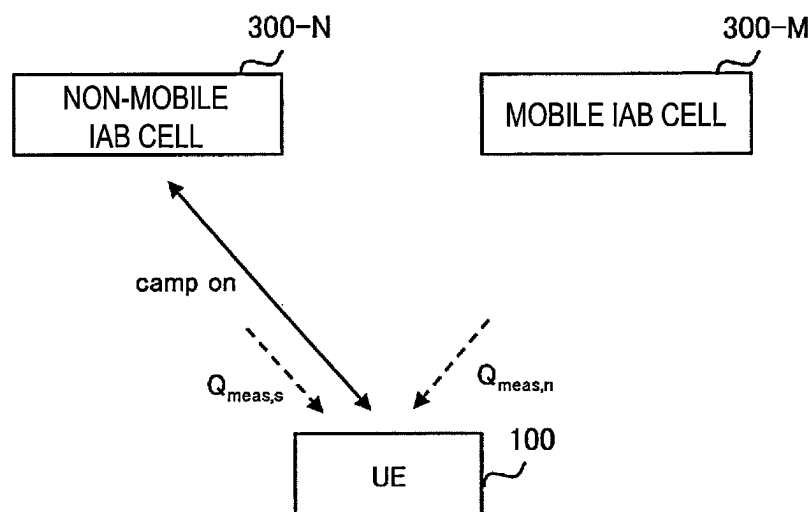 300-N
300-M
NON-MOBILE
IAB CELL
MOBILE IAB CELL
camp on
Qmeas,s
Qmeas,n
100
UE